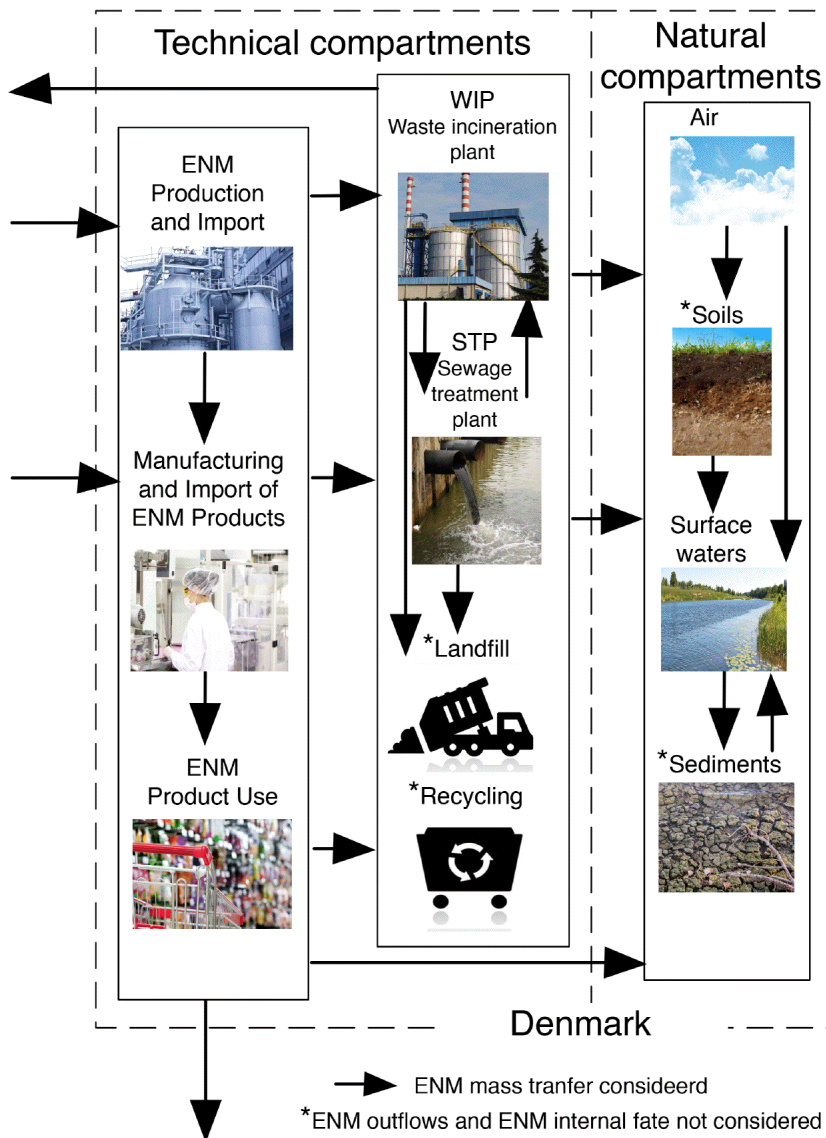 Technical compartments
Natural
compartments
ENM
Production
and Import
Manufacturing
and Import of
ENM Products
ENM
Product Use
WIP
Waste incineration
plant
STP
Sewage
treatment
plant
*Landfill
*Recycling
Air
*Soils
Surface
waters
*Sediments
Denmark
ENM mass tranfer consideerd
*ENM outflows and ENM internal fate not considered